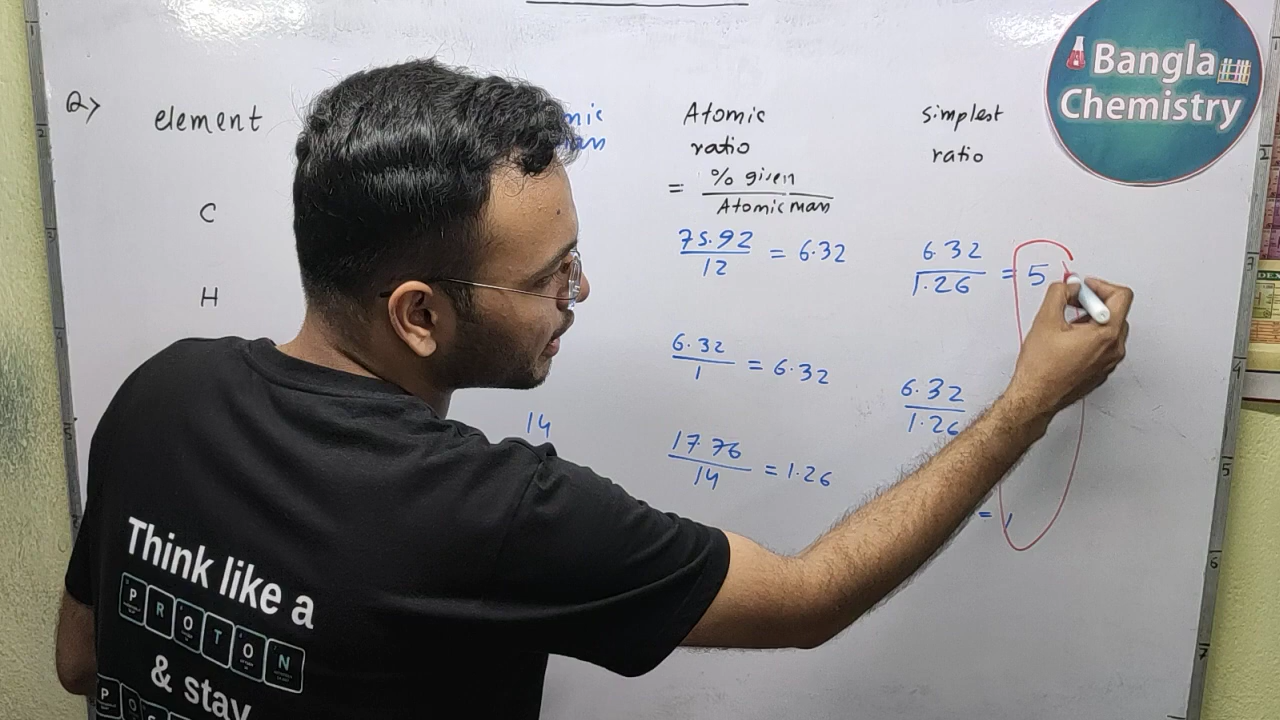 Bangla
Chemistry
Q>
element
mic
Atomic
ratio
= % given / Atomic mass
simplest
ratio
C
75.92 / 12 = 6.32
6.32 / 1.26 = 5
H
6.32 / 1 = 6.32
6.32 / 1.26
14
17.76 / 14 = 1.26
= 1
Think like a
PROTON
& stay
P O